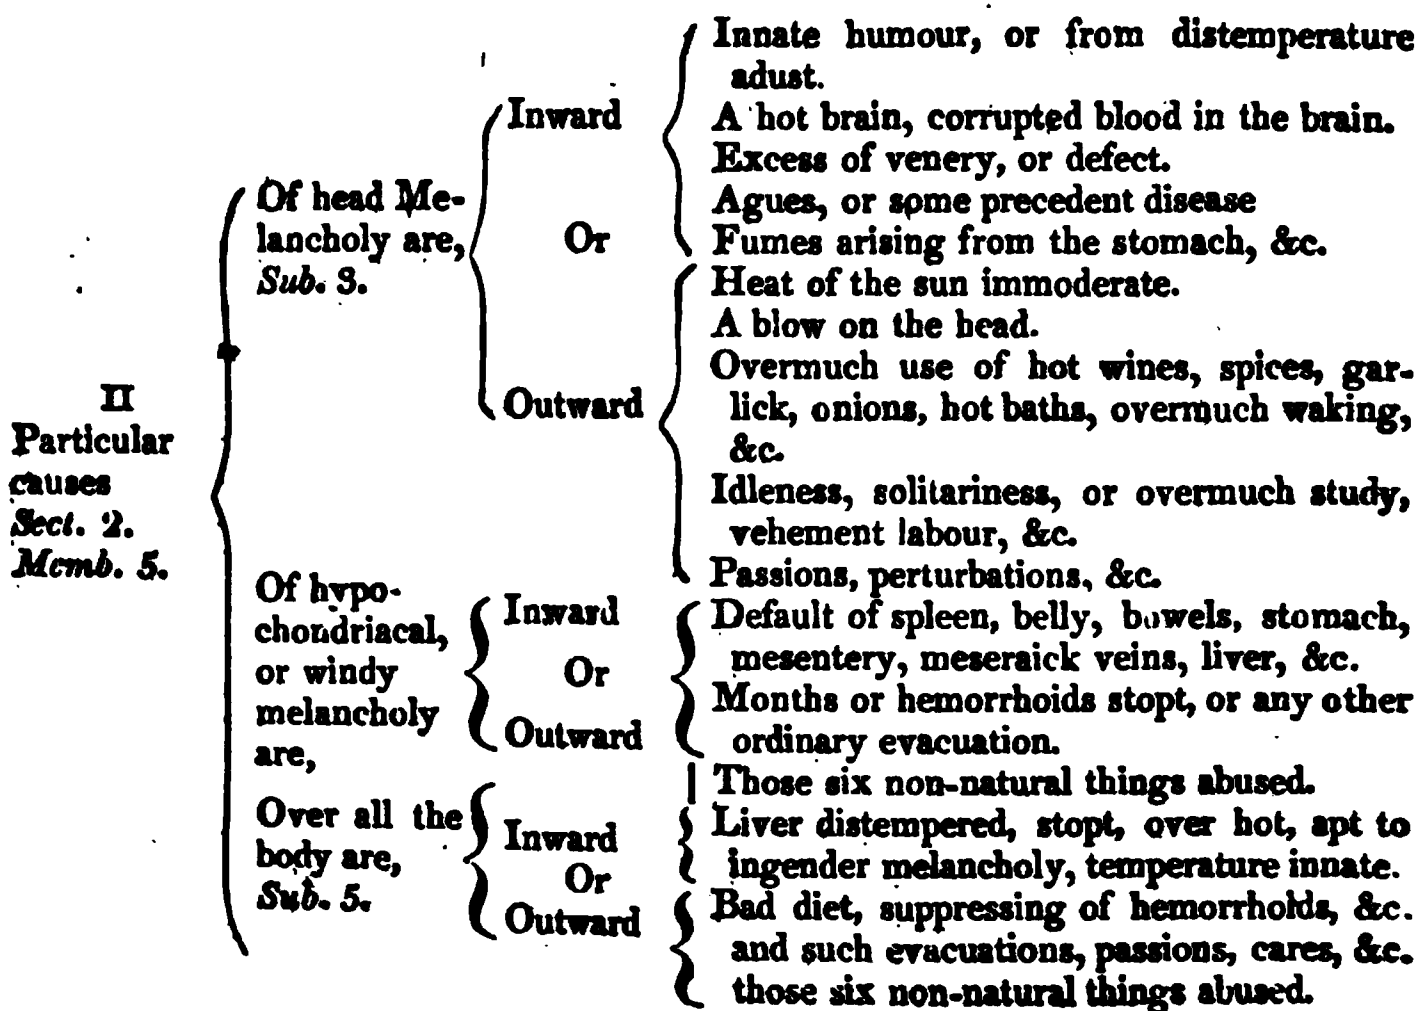 II
Particular
causes
Sect. 2.
Memb. 5.
Of head Me-
lancholy are,
Sub. 3.
Inward
Or
Outward
Innate humour, or from distemperature
adust.
A hot brain, corrupted blood in the brain.
Excess of venery, or defect.
Agues, or some precedent disease
Fumes arising from the stomach, &c.
Heat of the sun immoderate.
A blow on the head.
Overmuch use of hot wines, spices, gar-
lick, onions, hot baths, overmuch waking,
&c.
Idleness, solitariness, or overmuch study,
vehement labour, &c.
Passions, perturbations, &c.
Of hypo-
chondriacal,
or windy
melancholy
are,
Inward
Or
Outward
Default of spleen, belly, bowels, stomach,
mesentery, meseraick veins, liver, &c.
Months or hemorrhoids stopt, or any other
ordinary evacuation.
Those six non-natural things abused.
Over all the
body are,
Sub. 5.
Inward
Or
Outward
Liver distempered, stopt, over hot, apt to
ingender melancholy, temperature innate.
Bad diet, suppressing of hemorrhoids, &c.
and such evacuations, passions, cares, &c.
those six non-natural things abused.